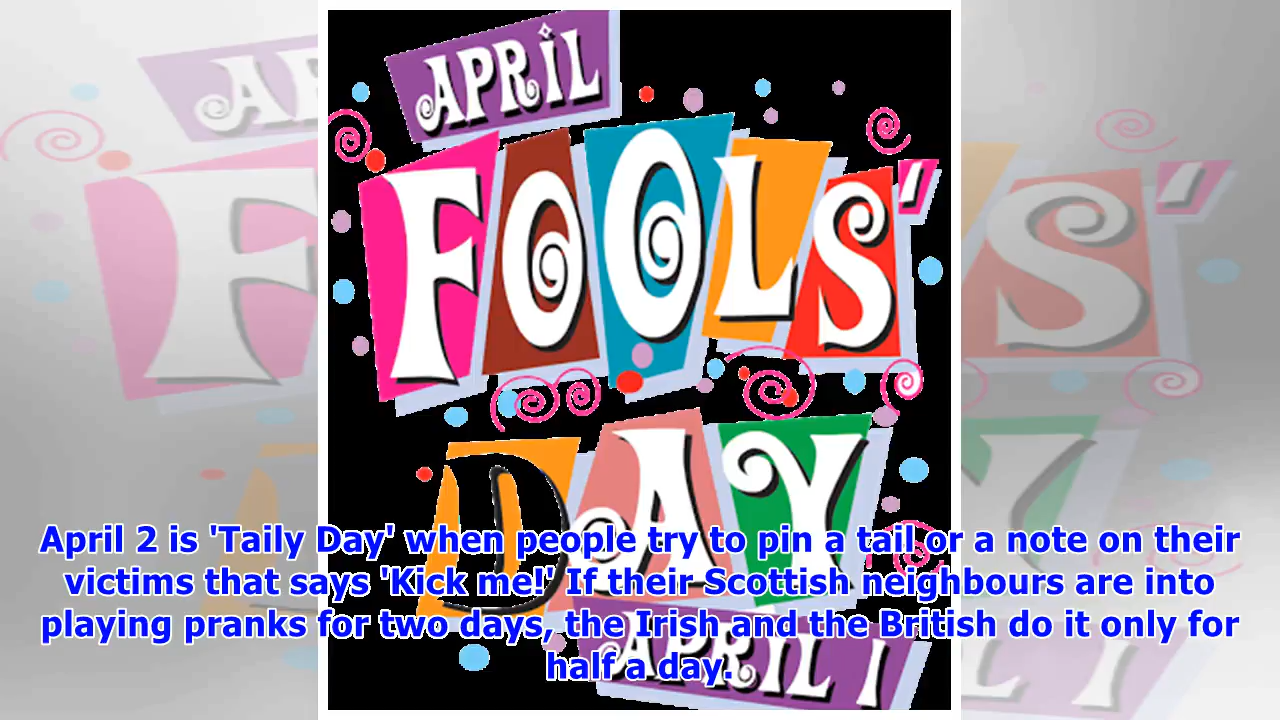 APRIL
FOOLS'
DAY
APRIL 1
April 2 is 'Taily Day' when people try to pin a tail or a note on their
victims that says 'Kick me!' If their Scottish neighbours are into
playing pranks for two days, the Irish and the British do it only for
half a day.